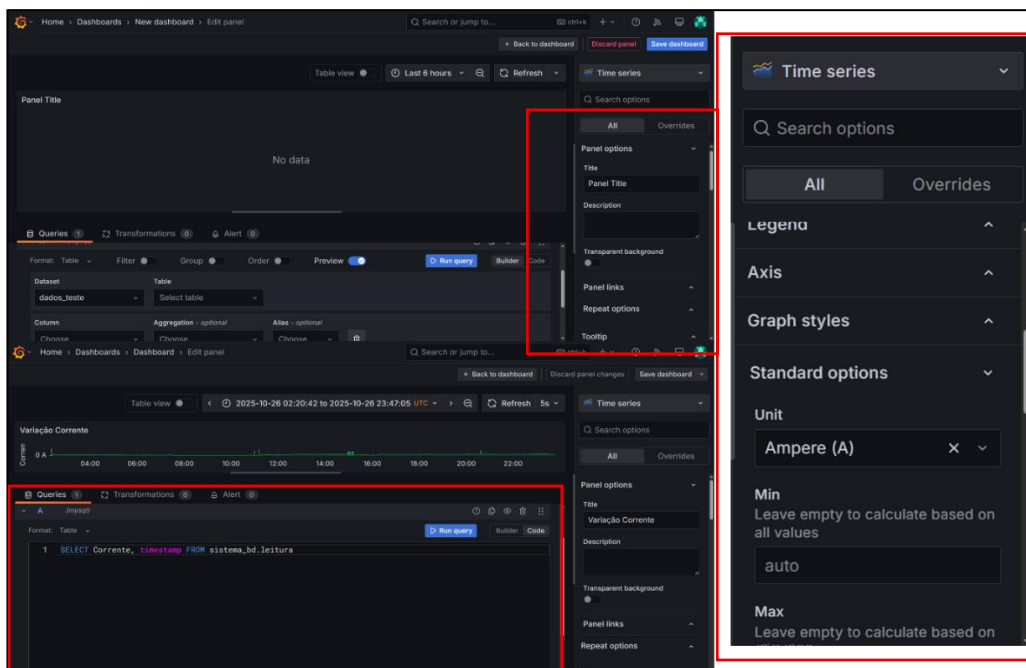 Home › Dashboards › New dashboard › Edit panel
Search or jump to...
ctrl+k
Back to dashboard
Discard panel
Save dashboard
Table view
Last 6 hours
Refresh
Time series
Panel Title
No data
Search options
All
Overrides
Panel options
Title
Panel Title
Description
Transparent background
Panel links
Repeat options
Tooltip
Queries 1
Transformations 0
Alert 0
Format: Table
Filter
Group
Order
Preview
Run query
Builder
Code
Dataset
Table
dados_teste
Select table
Column
Aggregation - optional
Alias - optional
Choose
Choose
Choose
Home › Dashboards › Dashboard › Edit panel
Search or jump to...
ctrl+k
Back to dashboard
Discard panel changes
Save dashboard
Table view
2025-10-26 02:20:42 to 2025-10-26 23:47:05 UTC
Refresh
5s
Time series
Variação Corrente
Corrent
0 A
04:00 06:00 08:00 10:00 12:00 14:00 16:00 18:00 20:00 22:00
Search options
All
Overrides
Panel options
Title
Variação Corrente
Description
Transparent background
Panel links
Repeat options
Queries 1
Transformations 0
Alert 0
A
(mysql)
Format: Table
Run query
Builder
Code
1 SELECT Corrente, timestamp FROM sistema_bd.leitura
Time series
Search options
All
Overrides
Legend
Axis
Graph styles
Standard options
Unit
Ampere (A)
Min
Leave empty to calculate based on
all values
auto
Max
Leave empty to calculate based on